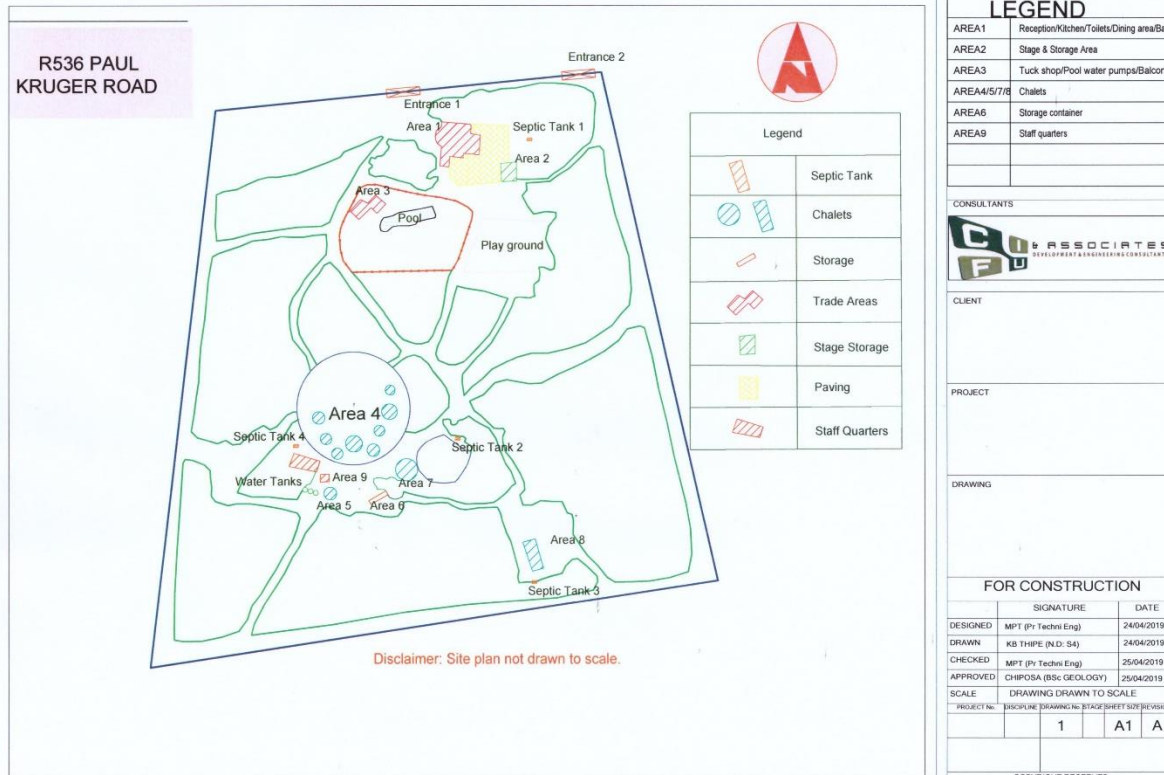 R536 PAUL
KRUGER ROAD
Entrance 2
Entrance 1
Area 1
Septic Tank 1
Area 2
Area 3
Pool
Play ground
Area 4
Septic Tank 4
Septic Tank 2
Water Tanks
Area 9
Area 7
Area 5
Area 6
Area 8
Septic Tank 3
Disclaimer: Site plan not drawn to scale.
N
Legend
Septic Tank
Chalets
Storage
Trade Areas
Stage Storage
Paving
Staff Quarters
LEGEND
AREA1 Reception/Kitchen/Toilets/Dining area/Ba
AREA2 Stage & Storage Area
AREA3 Tuck shop/Pool water pumps/Balcon
AREA4/5/7/8 Chalets
AREA6 Storage container
AREA9 Staff quarters
CONSULTANTS
CIFU & ASSOCIATES
DEVELOPMENT & ENGINEERING CONSULTANT
CLIENT
PROJECT
DRAWING
FOR CONSTRUCTION
SIGNATURE DATE
DESIGNED MPT (Pr Techni Eng) 24/04/2019
DRAWN KB THIPE (N.D: S4) 24/04/2019
CHECKED MPT (Pr Techni Eng) 25/04/2019
APPROVED CHIPOSA (BSc GEOLOGY) 25/04/2019
SCALE DRAWING DRAWN TO SCALE
PROJECT No. DISCIPLINE DRAWING No. STAGE SHEET SIZE REVISI
1 A1 A